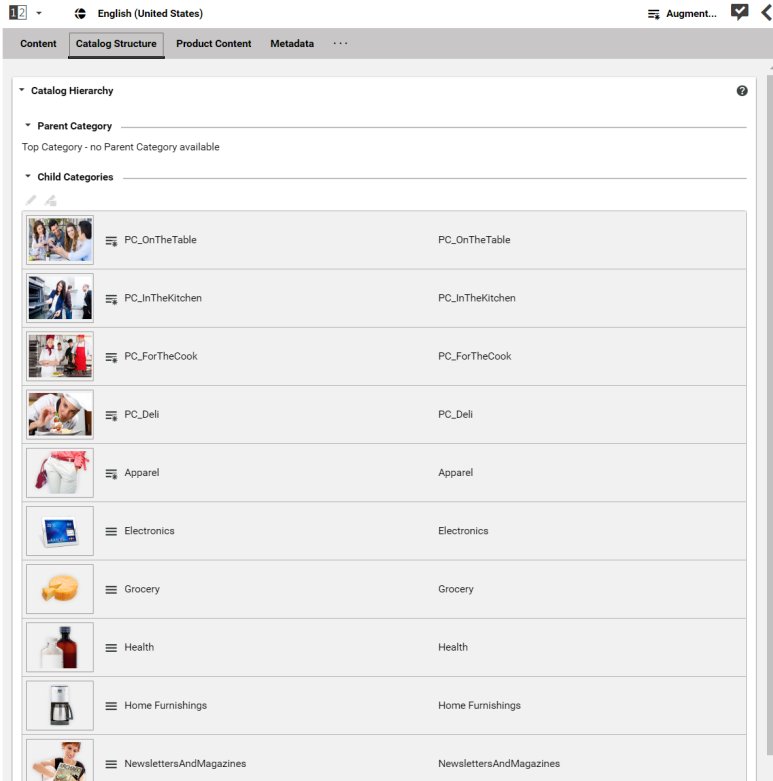 12 English (United States) Augment...
Content Catalog Structure Product Content Metadata ...
Catalog Hierarchy
Parent Category
Top Category - no Parent Category available
Child Categories
PC_OnTheTable PC_OnTheTable
PC_InTheKitchen PC_InTheKitchen
PC_ForTheCook PC_ForTheCook
PC_Deli PC_Deli
Apparel Apparel
Electronics Electronics
Grocery Grocery
Health Health
Home Furnishings Home Furnishings
NewslettersAndMagazines NewslettersAndMagazines